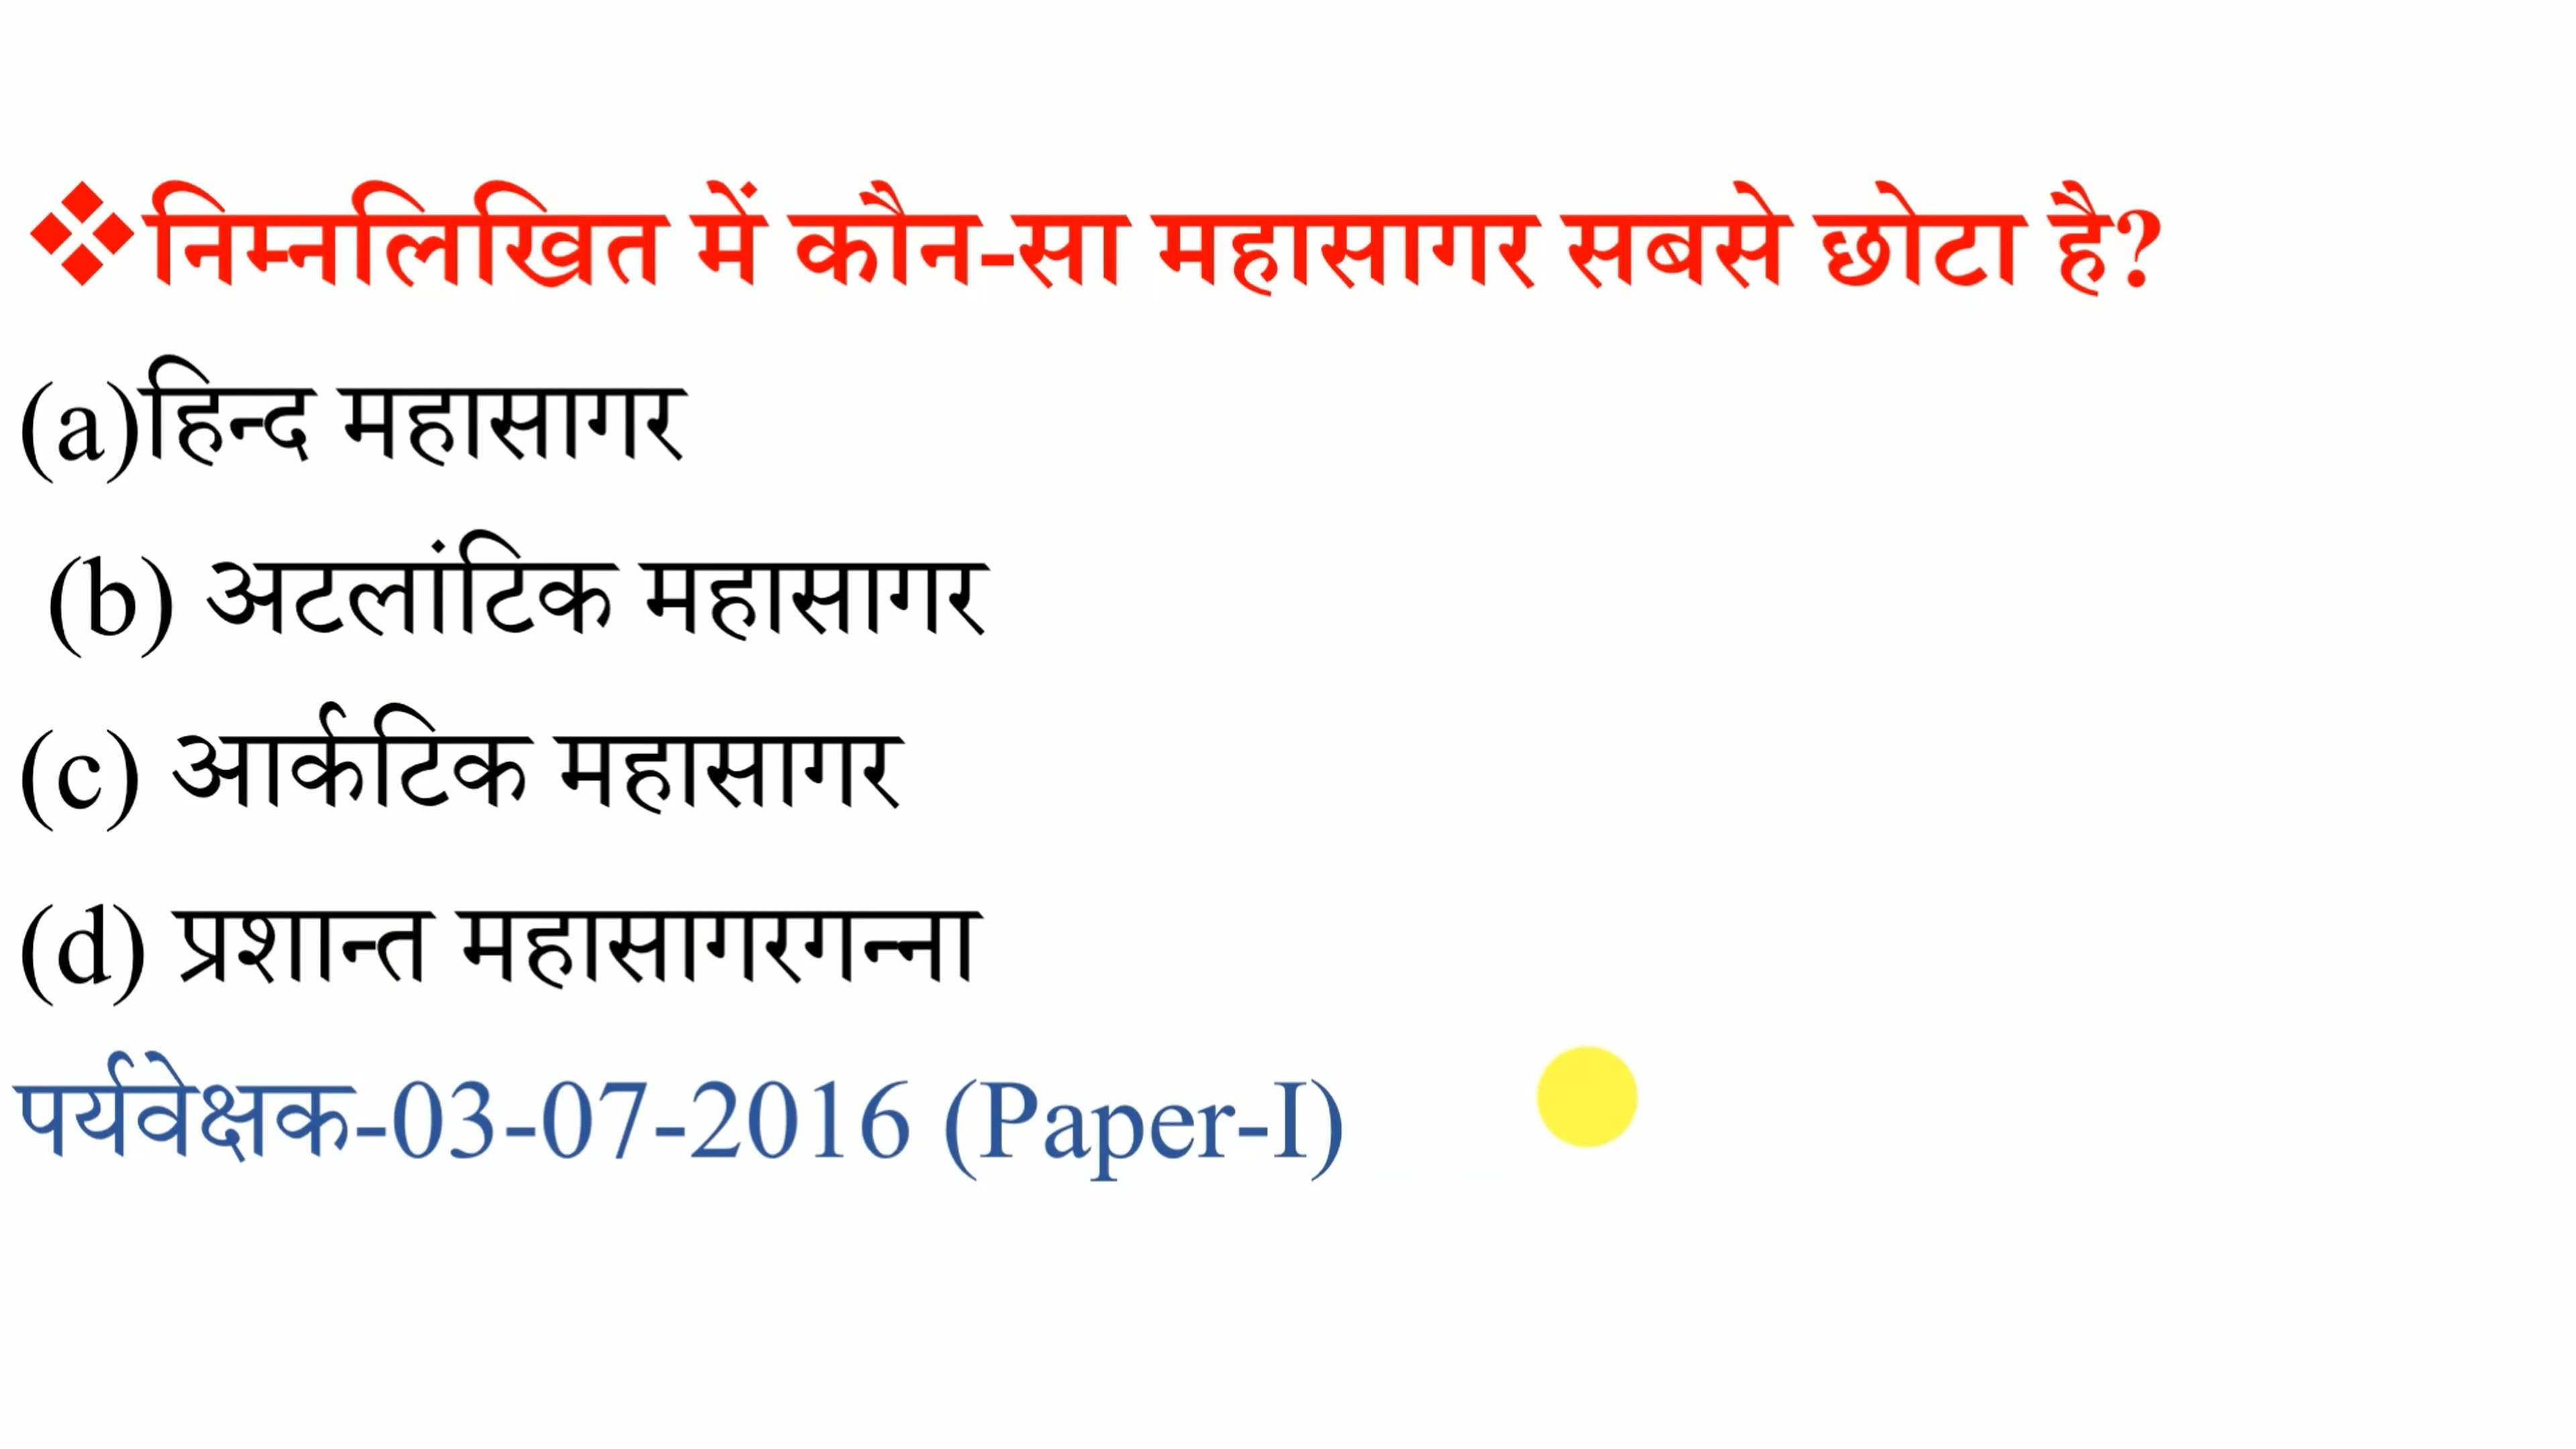 ❖निम्नलिखित में कौन-सा महासागर सबसे छोटा है?
(a)हिन्द महासागर
(b) अटलांटिक महासागर
(c) आर्कटिक महासागर
(d) प्रशान्त महासागरगन्ना
पर्यवेक्षक-03-07-2016 (Paper-I)